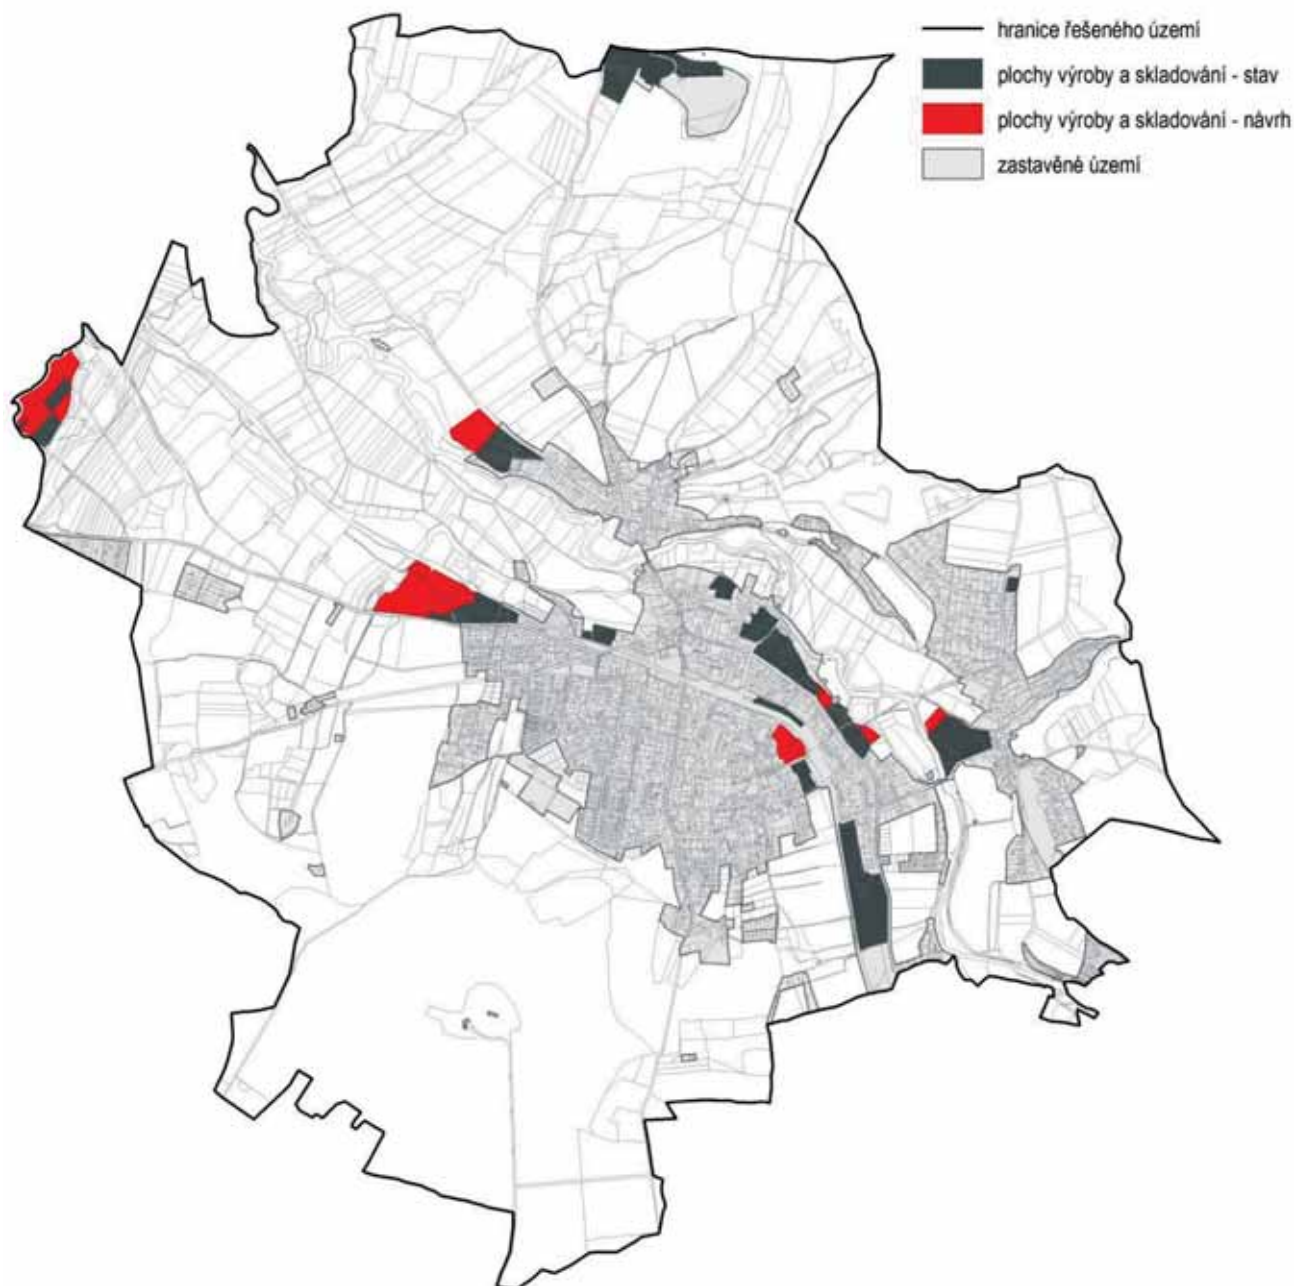 hranice řešeného území
plochy výroby a skladování - stav
plochy výroby a skladování - návrh
zastavěné území